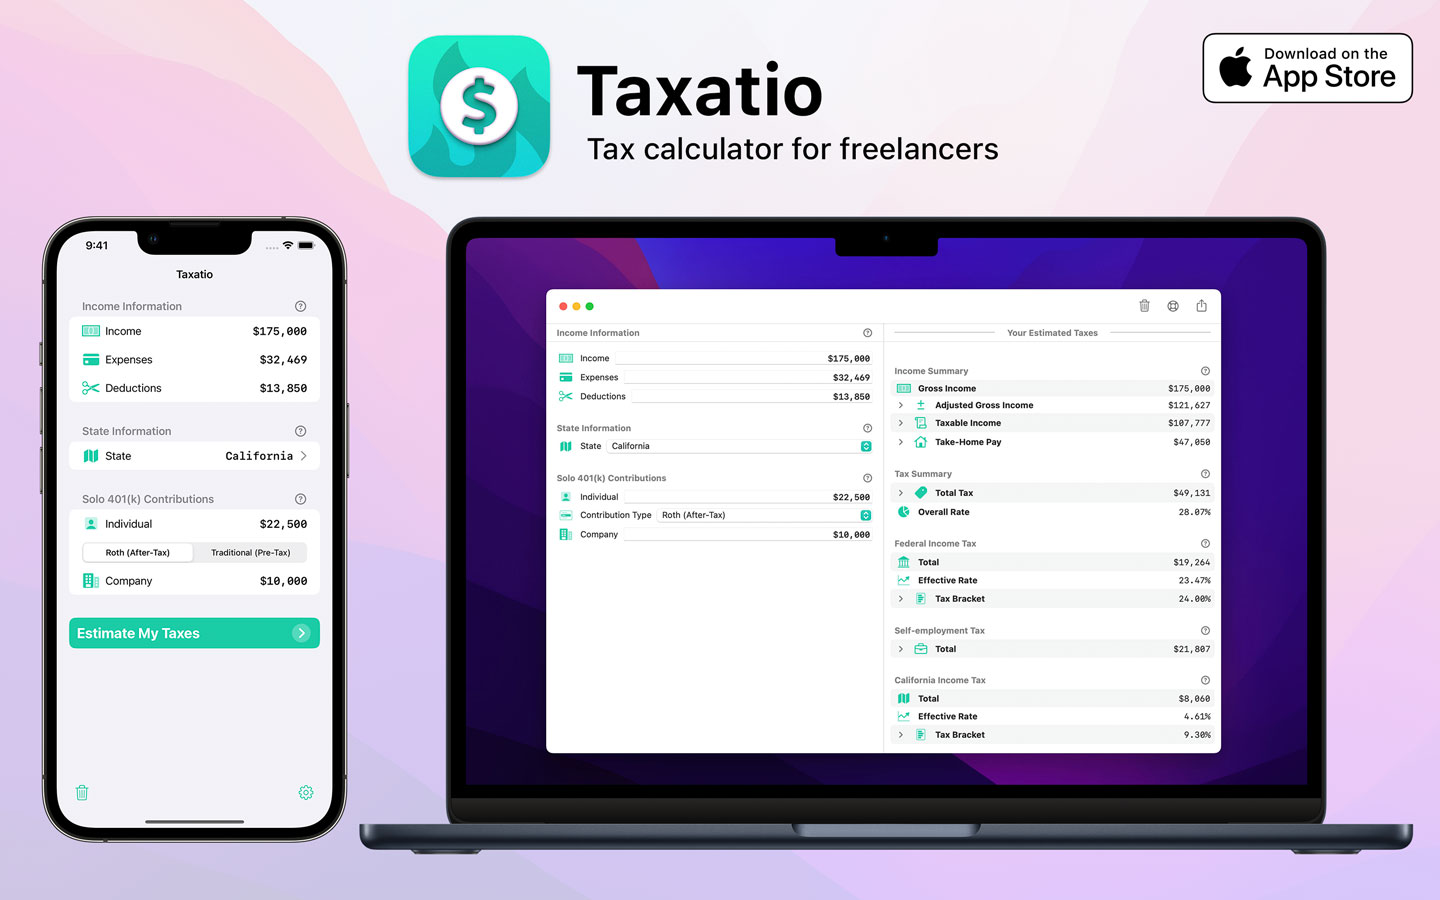 Taxatio
Tax calculator for freelancers
Download on the
App Store
9:41
Taxatio
Income Information
Income $175,000
Expenses $32,469
Deductions $13,850
State Information
State California
Solo 401(k) Contributions
Individual $22,500
Roth (After-Tax) Traditional (Pre-Tax)
Company $10,000
Estimate My Taxes
Income Information
Income $175,000
Expenses $32,469
Deductions $13,850
State Information
State California
Solo 401(k) Contributions
Individual $22,500
Contribution Type Roth (After-Tax)
Company $10,000
Your Estimated Taxes
Income Summary
Gross Income $175,000
Adjusted Gross Income $121,627
Taxable Income $107,777
Take-Home Pay $47,050
Tax Summary
Total Tax $49,131
Overall Rate 28.07%
Federal Income Tax
Total $19,264
Effective Rate 23.47%
Tax Bracket 24.00%
Self-employment Tax
Total $21,807
California Income Tax
Total $8,060
Effective Rate 4.61%
Tax Bracket 9.30%